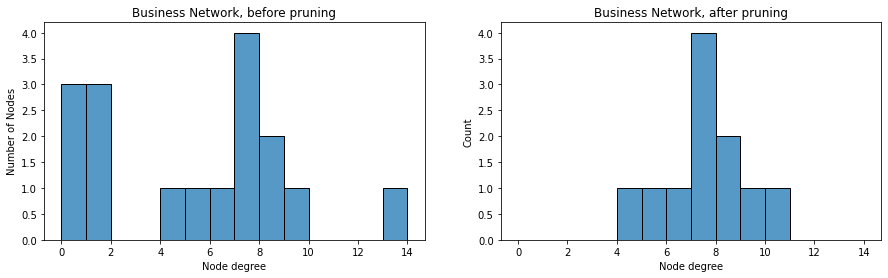 Business Network, before pruning
Number of Nodes
4.0
3.5
3.0
2.5
2.0
1.5
1.0
0.5
0.0
0 2 4 6 8 10 12 14
Node degree
Business Network, after pruning
Count
4.0
3.5
3.0
2.5
2.0
1.5
1.0
0.5
0.0
0 2 4 6 8 10 12 14
Node degree